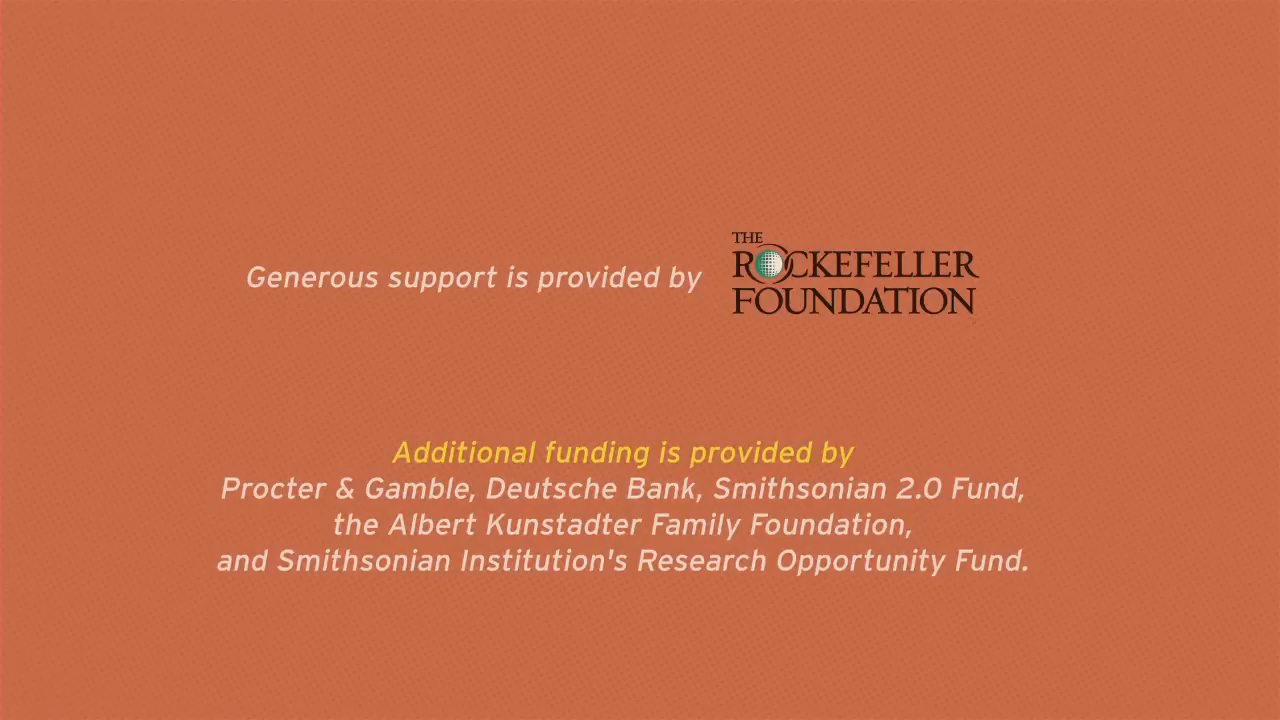 Generous support is provided by
THE
ROCKEFELLER
FOUNDATION
Additional funding is provided by
Procter & Gamble, Deutsche Bank, Smithsonian 2.0 Fund,
the Albert Kunstadter Family Foundation,
and Smithsonian Institution's Research Opportunity Fund.